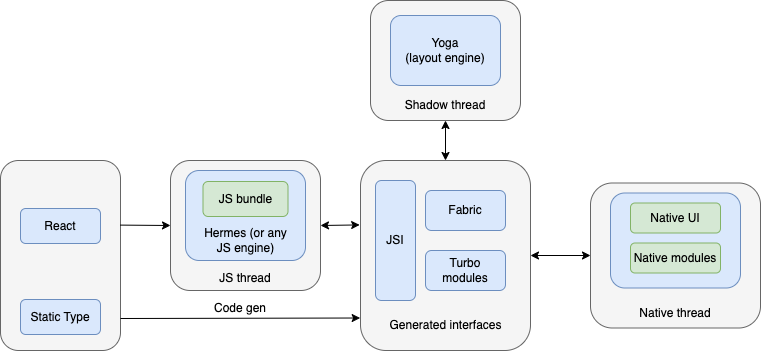 Yoga
(layout engine)
Shadow thread
React
Static Type
JS bundle
Hermes (or any
JS engine)
JS thread
Code gen
JSI
Fabric
Turbo
modules
Generated interfaces
Native UI
Native modules
Native thread